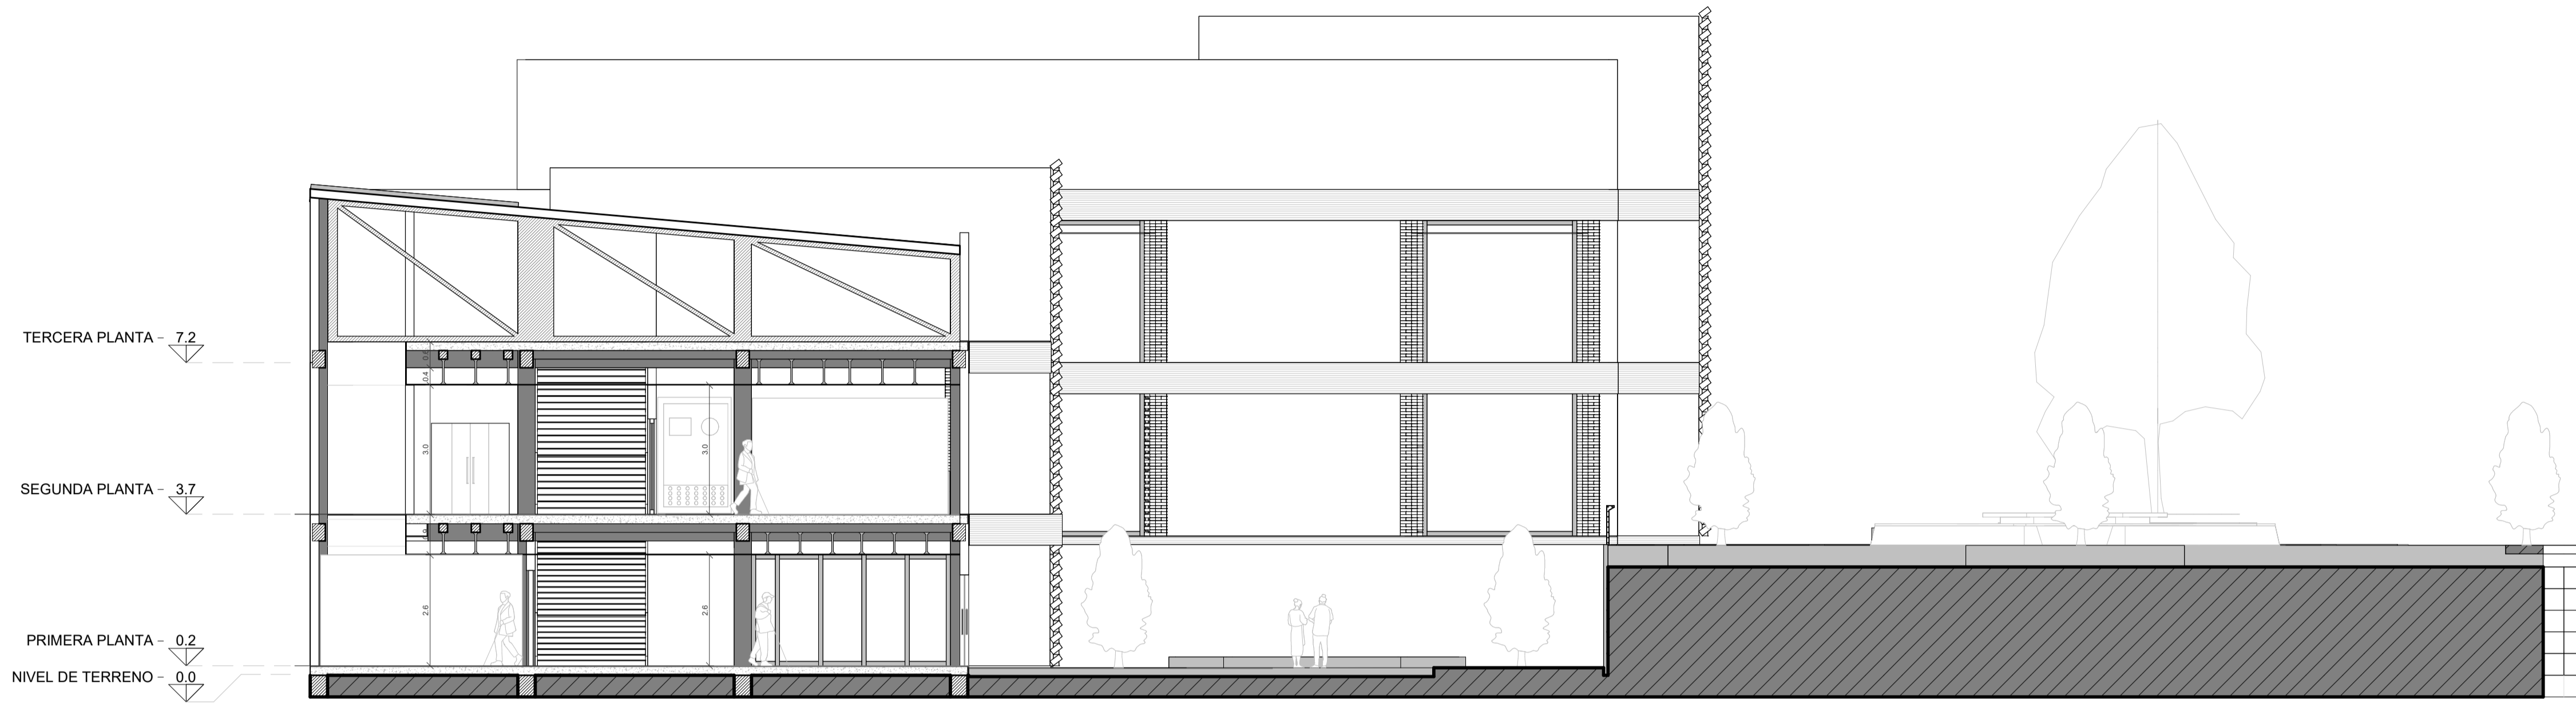 TERCERA PLANTA - 7.2
SEGUNDA PLANTA - 3.7
PRIMERA PLANTA - 0.2
NIVEL DE TERRENO - 0.0
0.4
3.0
3.0
2.6
2.6